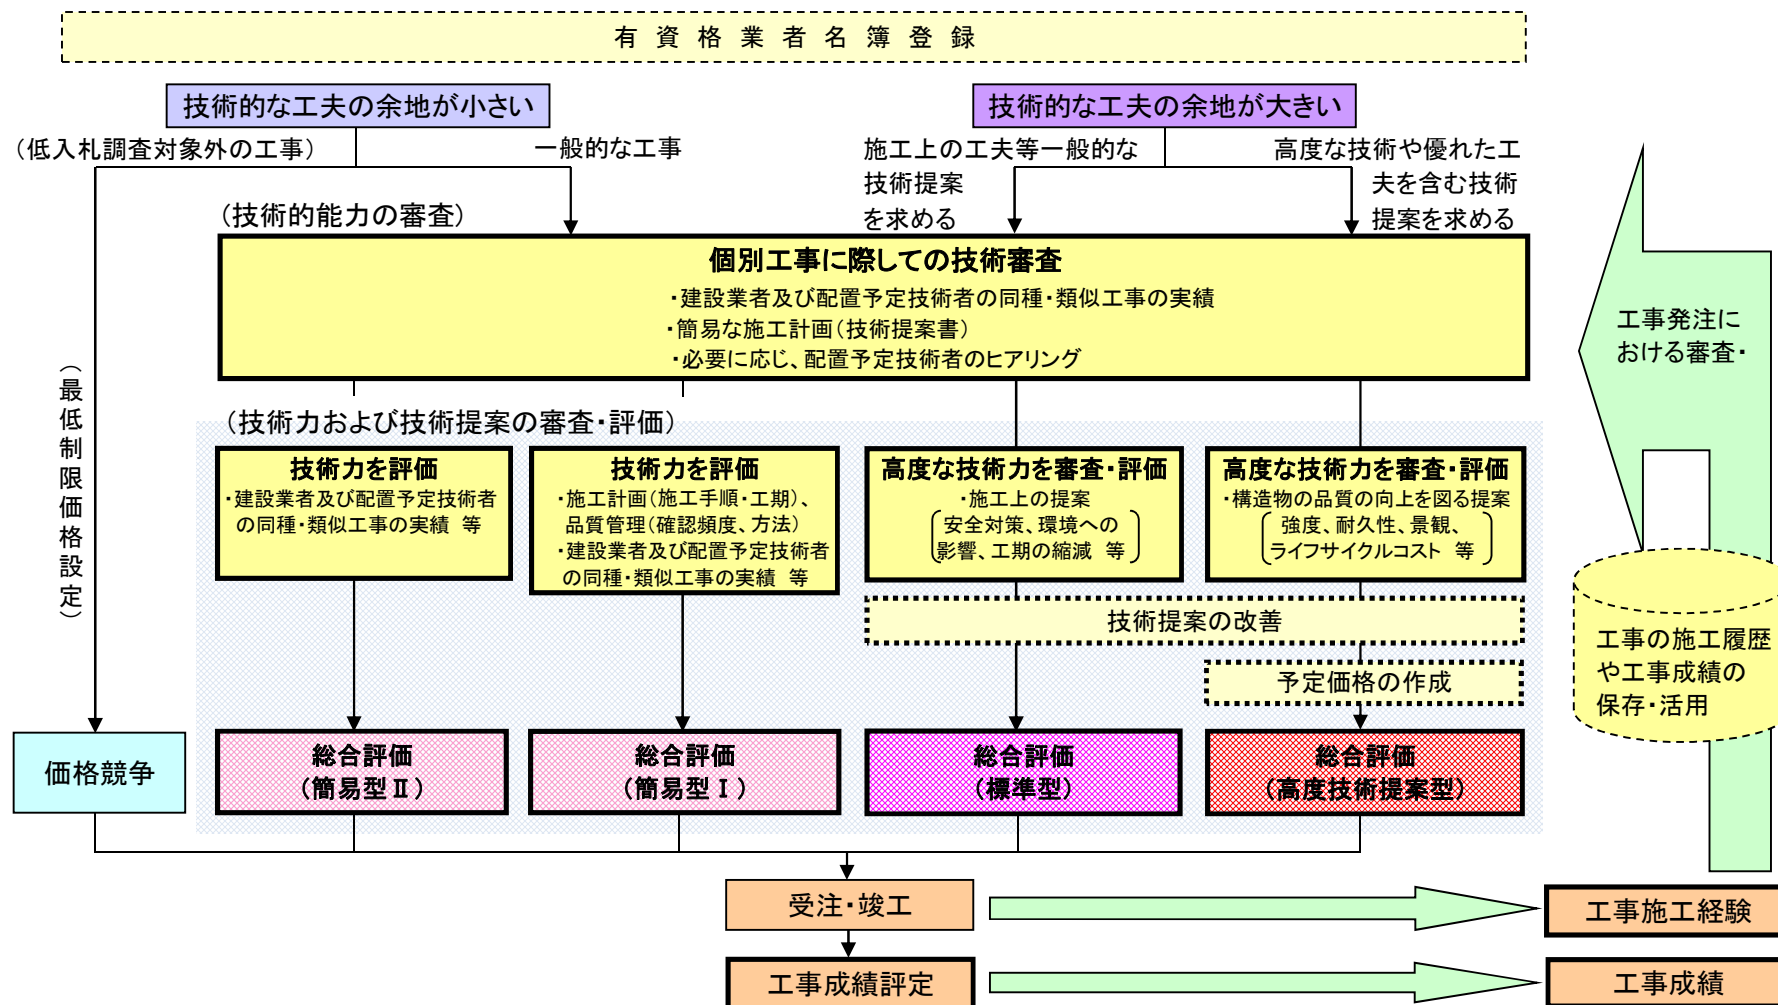 有資格業者名簿登録
技術的な工夫の余地が小さい
技術的な工夫の余地が大きい
(低入札調査対象外の工事)
一般的な工事
施工上の工夫等一般的な
技術提案
を求める
高度な技術や優れた工
夫を含む技術
提案を求める
(技術的能力の審査)
個別工事に際しての技術審査
・建設業者及び配置予定技術者の同種・類似工事の実績
・簡易な施工計画(技術提案書)
・必要に応じ、配置予定技術者のヒアリング
工事発注に
おける審査・
(最低制限価格設定)
(技術力および技術提案の審査・評価)
技術力を評価
・建設業者及び配置予定技術者
の同種・類似工事の実績 等
技術力を評価
・施工計画(施工手順・工期)、
品質管理(確認頻度、方法)
・建設業者及び配置予定技術者
の同種・類似工事の実績 等
高度な技術力を審査・評価
・施工上の提案
安全対策、環境への
影響、工期の縮減 等
高度な技術力を審査・評価
・構造物の品質の向上を図る提案
強度、耐久性、景観、
ライフサイクルコスト 等
技術提案の改善
予定価格の作成
工事の施工履歴
や工事成績の
保存・活用
価格競争
総合評価
(簡易型Ⅱ)
総合評価
(簡易型Ⅰ)
総合評価
(標準型)
総合評価
(高度技術提案型)
受注・竣工
工事施工経験
工事成績評定
工事成績